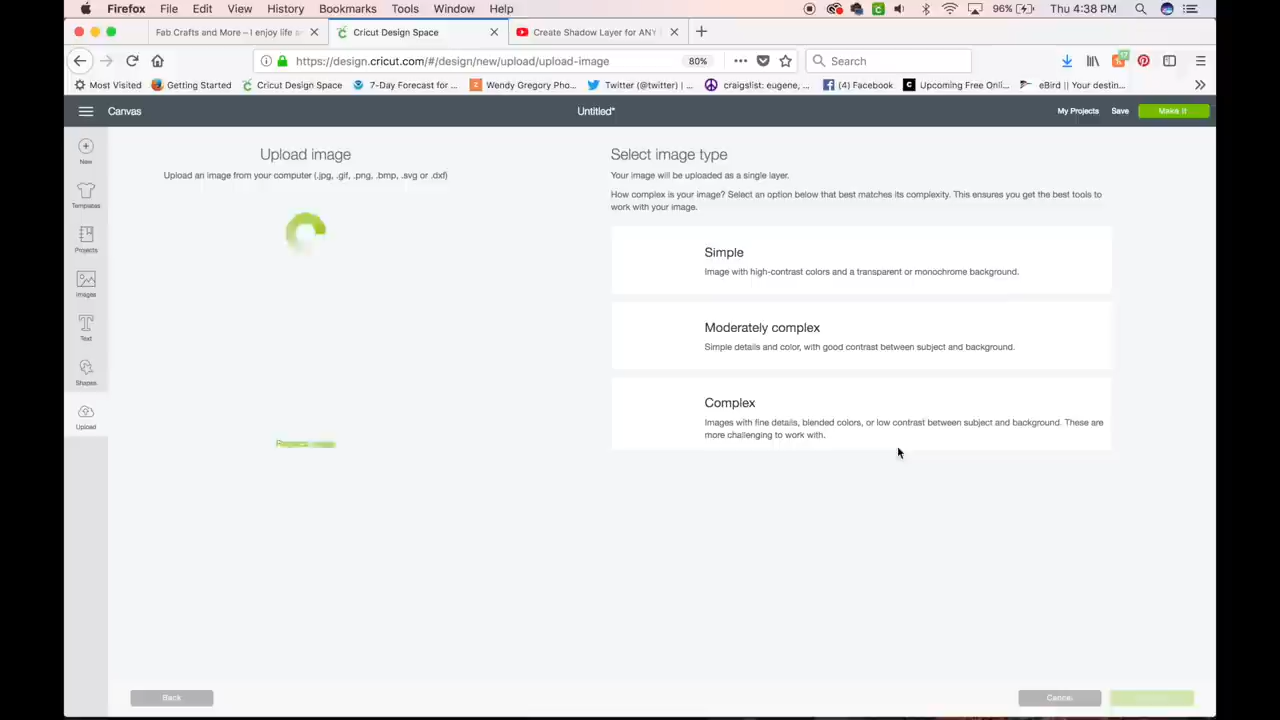 Firefox File Edit View History Bookmarks Tools Window Help 96% Thu 4:38 PM
Fab Crafts and More – I enjoy life an
Cricut Design Space
Create Shadow Layer for ANY
https://design.cricut.com/#/design/new/upload/upload-image 80% Search
Most Visited Getting Started Cricut Design Space 7-Day Forecast for ... Wendy Gregory Pho... Twitter (@twitter) | ... craigslist: eugene, ... (4) Facebook Upcoming Free Onl... eBird || Your destin...
Canvas Untitled* My Projects Save Make It
New
Templates
Projects
Images
Text
Shapes
Upload
Upload image
Upload an image from your computer (.jpg, .gif, .png, .bmp, .svg or .dxf)
Select image type
Your image will be uploaded as a single layer.
How complex is your image? Select an option below that best matches its complexity. This ensures you get the best tools to
work with your image.
Simple
Image with high-contrast colors and a transparent or monochrome background.
Moderately complex
Simple details and color, with good contrast between subject and background.
Complex
Images with fine details, blended colors, or low contrast between subject and background. These are
more challenging to work with.
Back Cancel